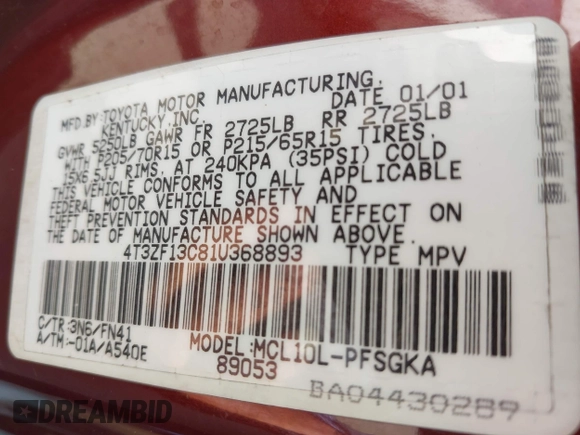 MFD.BY:TOYOTA MOTOR MANUFACTURING.
KENTUCKY,INC. DATE 01/01
GVWR 5250LB GAWR FR 2725LB RR 2725LB
WITH P205/70R15 OR P215/65R15 TIRES.
15X6.5JJ RIMS. AT 240KPA (35PSI) COLD
THIS VEHICLE CONFORMS TO ALL APPLICABLE
FEDERAL MOTOR VEHICLE SAFETY AND
THEFT PREVENTION STANDARDS IN EFFECT ON
THE DATE OF MANUFACTURE SHOWN ABOVE.
4T3ZF13C81U368893 TYPE MPV
C/TR:3N6/FN41
A/TM:-01A/A540E
MODEL:MCL10L-PFSGKA
89053
BA04430289
DREAMBID